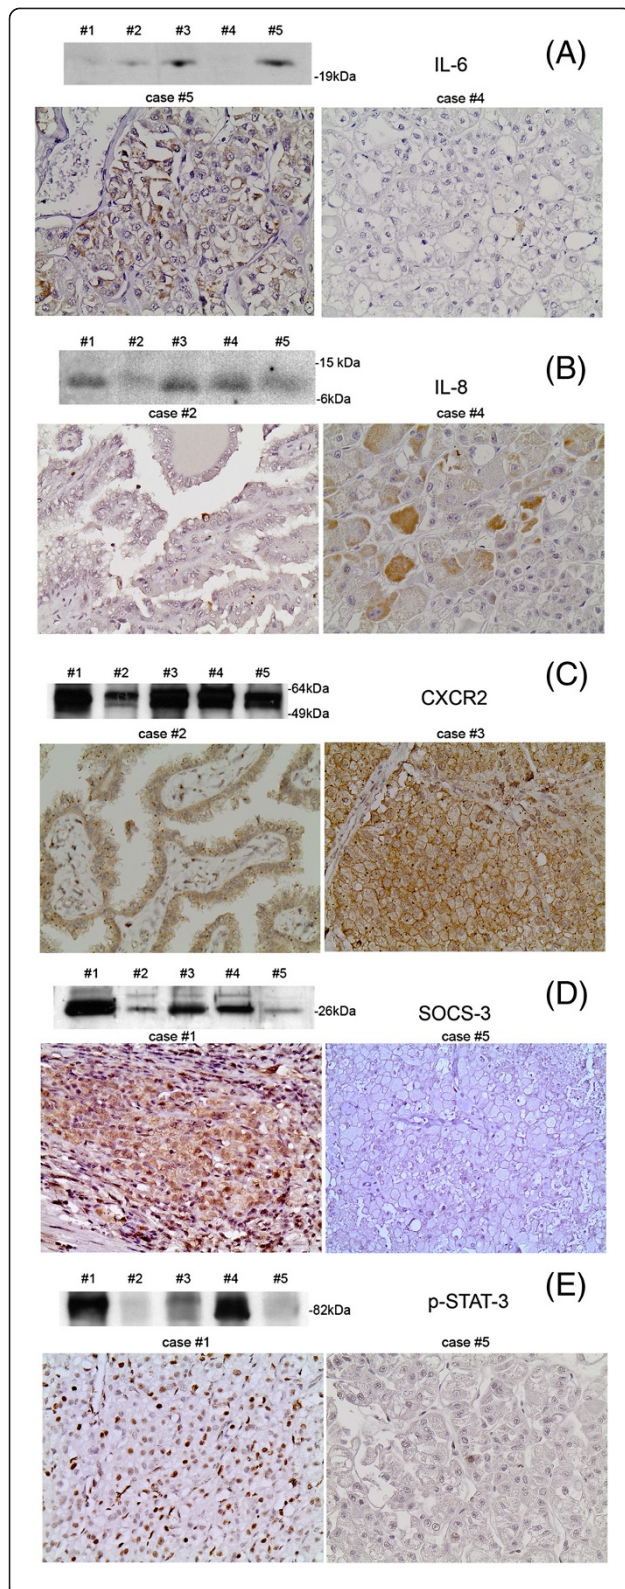 #1 #2 #3 #4 #5
(A)
IL-6
-19kDa
case #5 case #4
#1 #2 #3 #4 #5
-15 kDa
(B)
IL-8
-6kDa
case #2 case #4
#1 #2 #3 #4 #5
(C)
-64kDa
CXCR2
-49kDa
case #2 case #3
#1 #2 #3 #4 #5
(D)
-26kDa
SOCS-3
case #1 case #5
#1 #2 #3 #4 #5
(E)
p-STAT-3
-82kDa
case #1 case #5